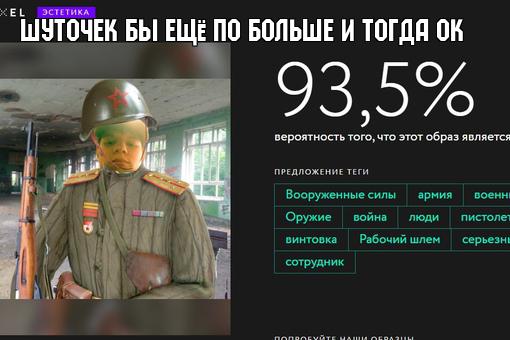 XEL ЭСТЕТИКА
ШУТОЧЕК БЫ ЕЩЁ ПО БОЛЬШЕ И ТОГДА ОК
93,5%
вероятность того, что этот образ является
ПРЕДЛОЖЕНИЕ ТЕГИ
Вооруженные силы армия военн
Оружие война люди пистолет
винтовка Рабочий шлем серьезны
сотрудник
ПОПРОБУЙТЕ НАШИ ОБРАЗЦЫ